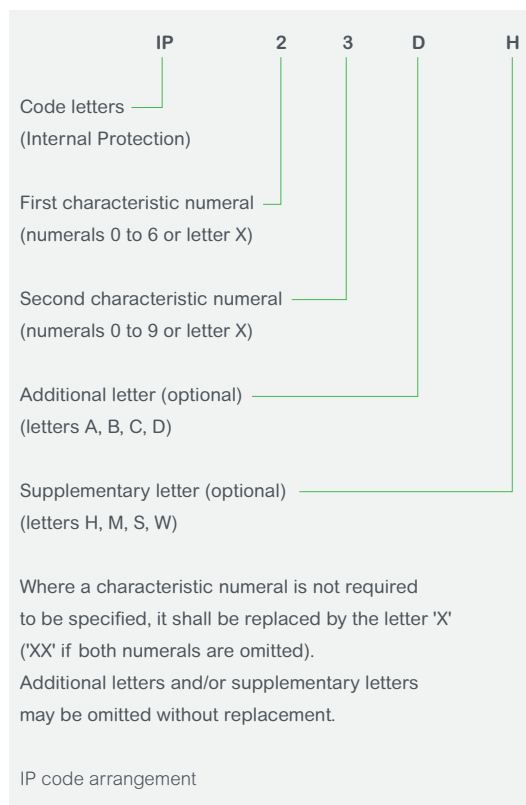 IP 2 3 D H
Code letters
(Internal Protection)
First characteristic numeral
(numerals 0 to 6 or letter X)
Second characteristic numeral
(numerals 0 to 9 or letter X)
Additional letter (optional)
(letters A, B, C, D)
Supplementary letter (optional)
(letters H, M, S, W)
Where a characteristic numeral is not required
to be specified, it shall be replaced by the letter 'X'
('XX' if both numerals are omitted).
Additional letters and/or supplementary letters
may be omitted without replacement.
IP code arrangement